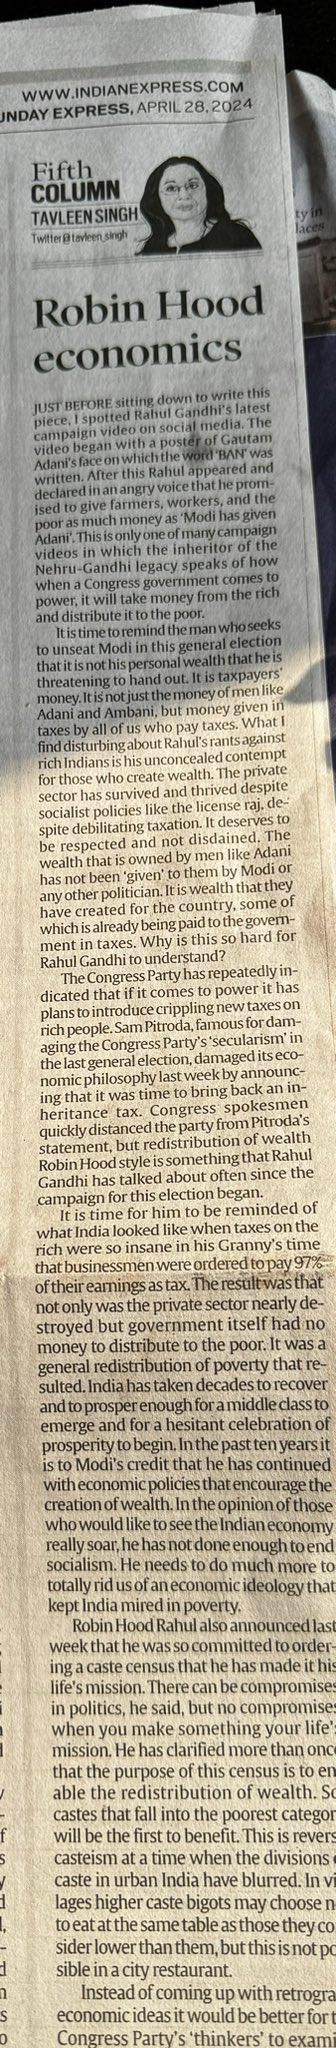 WWW.INDIANEXPRESS.COM
UNDAY EXPRESS, APRIL 28, 2024
Fifth
COLUMN
TAVLEEN SINGH
Twitter@tavleen_singh
ty in
laces
Robin Hood
economics
JUST BEFORE sitting down to write this
piece, I spotted Rahul Gandhi's latest
campaign video on social media. The
video began with a poster of Gautam
Adani's face on which the word 'BAN' was
written. After this Rahul appeared and
declared in an angry voice that he prom-
ised to give farmers, workers, and the
poor as much money as 'Modi has given
Adani'. This is only one of many campaign
videos in which the inheritor of the
Nehru-Gandhi legacy speaks of how
when a Congress government comes to
power, it will take money from the rich
and distribute it to the poor.
It is time to remind the man who seeks
to unseat Modi in this general election
that it is not his personal wealth that he is
threatening to hand out. It is taxpayers'
money. It is not just the money of men like
Adani and Ambani, but money given in
taxes by all of us who pay taxes. What I
find disturbing about Rahul's rants against
rich Indians is his unconcealed contempt
for those who create wealth. The private
sector has survived and thrived despite
socialist policies like the license raj, de-
spite debilitating taxation. It deserves to
be respected and not disdained. The
wealth that is owned by men like Adani
has not been 'given' to them by Modi or
any other politician. It is wealth that they
have created for the country, some of
which is already being paid to the govern-
ment in taxes. Why is this so hard for
Rahul Gandhi to understand?
The Congress Party has repeatedly in-
dicated that if it comes to power it has
plans to introduce crippling new taxes on
rich people. Sam Pitroda, famous for dam-
aging the Congress Party's 'secularism' in
the last general election, damaged its eco-
nomic philosophy last week by announc-
ing that it was time to bring back an in-
heritance tax. Congress spokesmen
quickly distanced the party from Pitroda's
statement, but redistribution of wealth
Robin Hood style is something that Rahul
Gandhi has talked about often since the
campaign for this election began.
It is time for him to be reminded of
what India looked like when taxes on the
rich were so insane in his Granny's time
that businessmen were ordered to pay 97%
of their earnings as tax. The result was that
not only was the private sector nearly de-
stroyed but government itself had no
money to distribute to the poor. It was a
general redistribution of poverty that re-
sulted. India has taken decades to recover
and to prosper enough for a middle class to
emerge and for a hesitant celebration of
prosperity to begin. In the past ten years it
is to Modi's credit that he has continued
with economic policies that encourage the
creation of wealth. In the opinion of those
who would like to see the Indian economy
really soar, he has not done enough to end
socialism. He needs to do much more to
totally rid us of an economic ideology that
kept India mired in poverty.
Robin Hood Rahul also announced last
week that he was so committed to order-
ing a caste census that he has made it his
life's mission. There can be compromises
in politics, he said, but no compromises
when you make something your life's
mission. He has clarified more than onc
that the purpose of this census is to en
able the redistribution of wealth. So
castes that fall into the poorest categor
will be the first to benefit. This is revers
casteism at a time when the divisions
caste in urban India have blurred. In vi
lages higher caste bigots may choose n
to eat at the same table as those they co
sider lower than them, but this is not po
sible in a city restaurant.
Instead of coming up with retrogra
economic ideas it would be better for t
Congress Party's 'thinkers' to exami